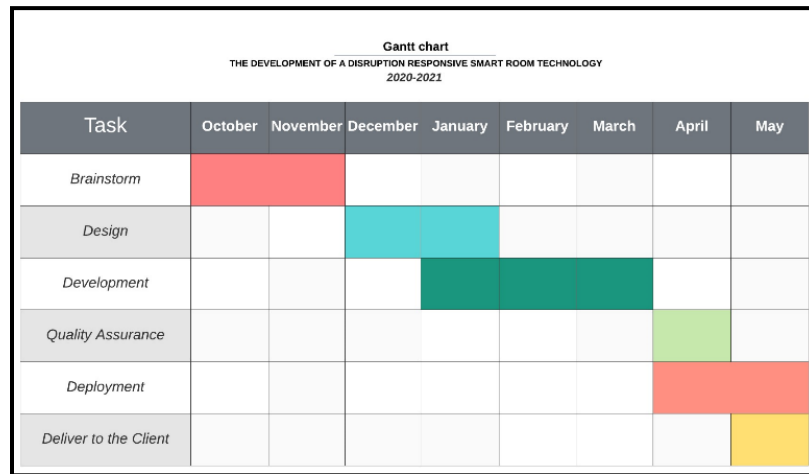 Gantt chart
THE DEVELOPMENT OF A DISRUPTION RESPONSIVE SMART ROOM TECHNOLOGY
2020-2021
Task October November December January February March April May
Brainstorm
Design
Development
Quality Assurance
Deployment
Deliver to the Client